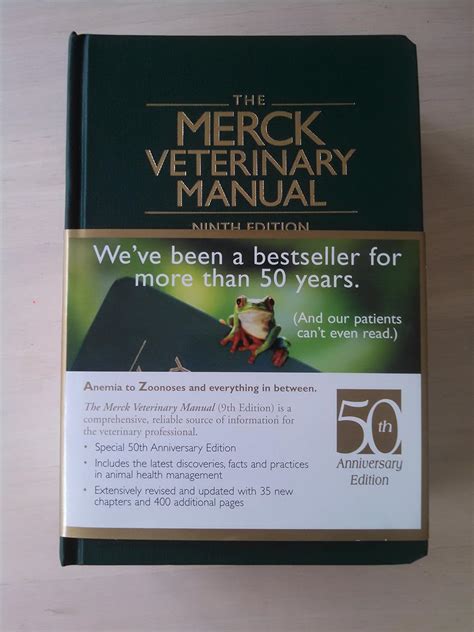 THE
MERCK
VETERINARY
MANUAL
NINTH EDITION
We've been a bestseller for
more than 50 years.
(And our patients
can't even read.)
Anemia to Zoonoses and everything in between.
The Merck Veterinary Manual (9th Edition) is a
comprehensive, reliable source of information for
the veterinary professional.
• Special 50th Anniversary Edition
• Includes the latest discoveries, facts and practices
in animal health management
• Extensively revised and updated with 35 new
chapters and 400 additional pages
50th
Anniversary
Edition